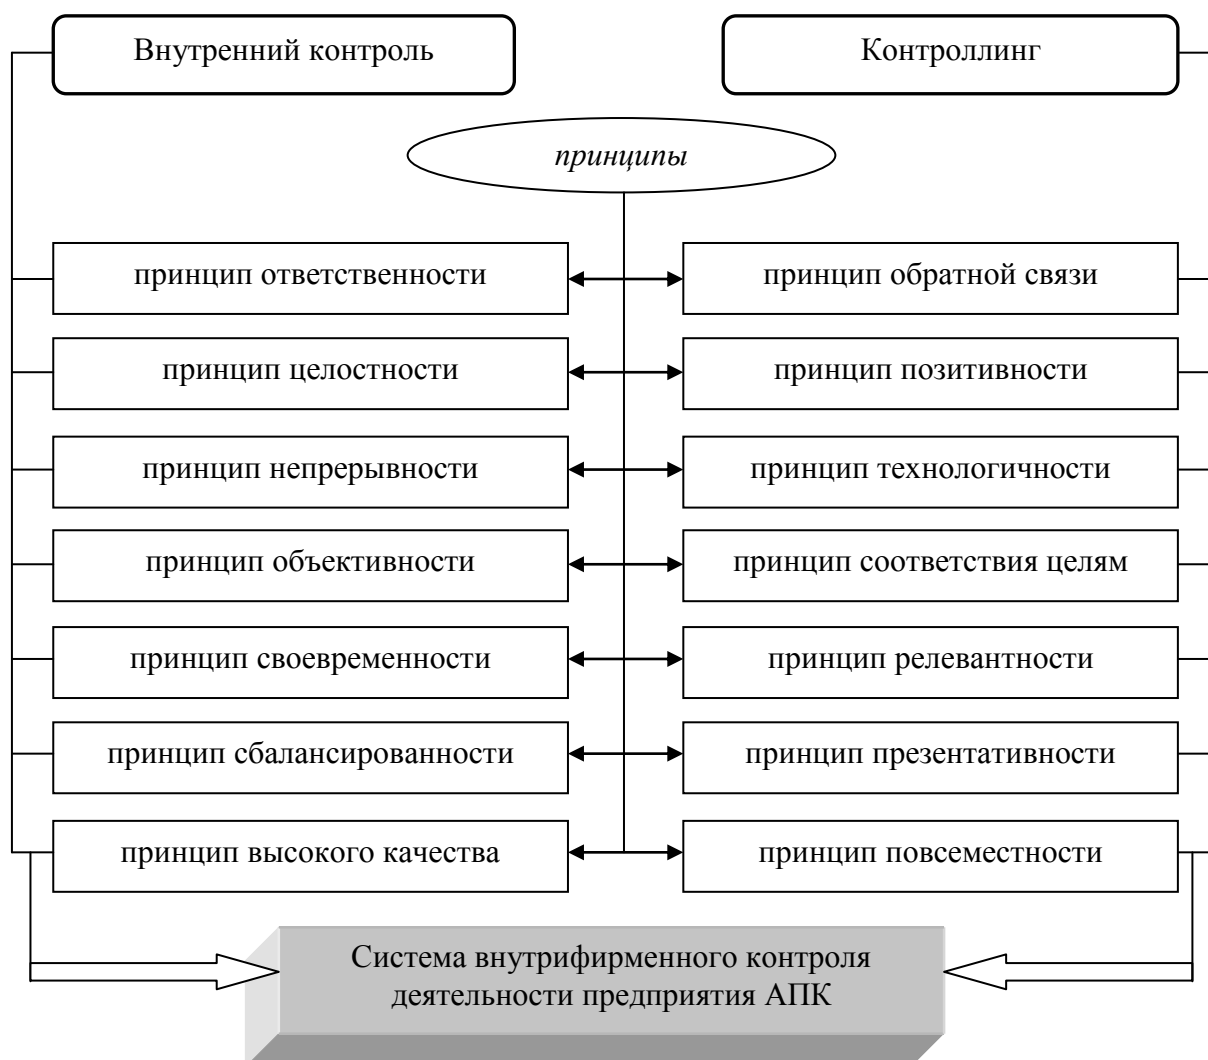 Внутренний контроль
Контроллинг
принципы
принцип ответственности
принцип обратной связи
принцип целостности
принцип позитивности
принцип непрерывности
принцип технологичности
принцип объективности
принцип соответствия целям
принцип своевременности
принцип релевантности
принцип сбалансированности
принцип презентативности
принцип высокого качества
принцип повсеместности
Система внутрифирменного контроля
деятельности предприятия АПК